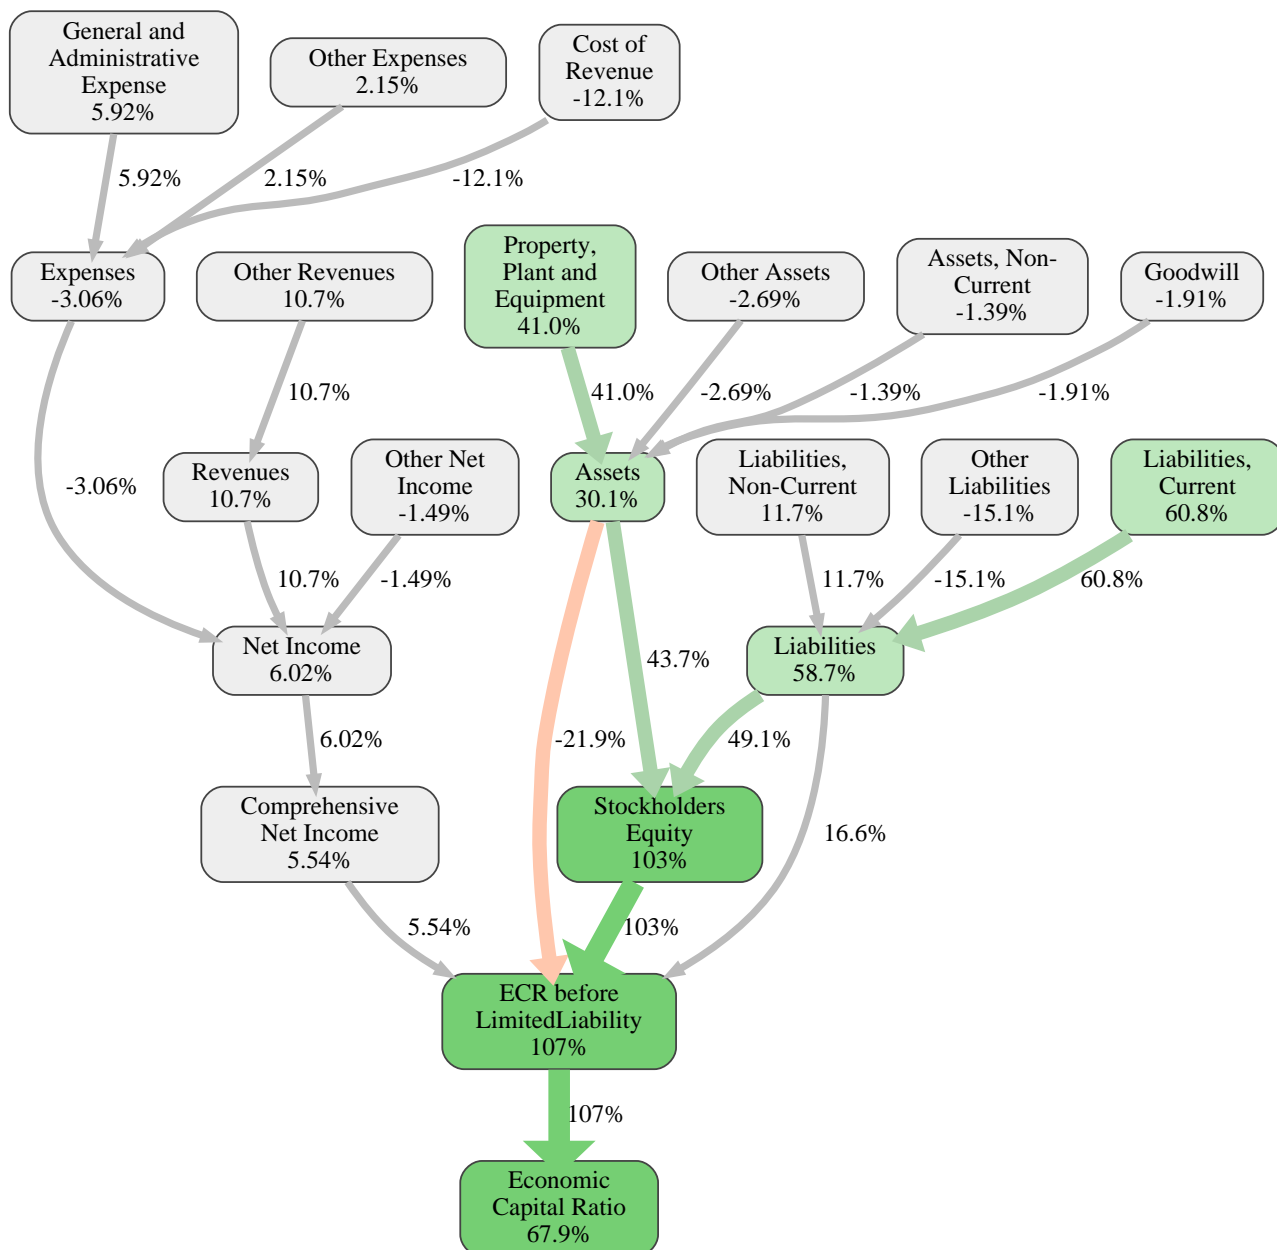 General and
Administrative
Expense
5.92%
Other Expenses
2.15%
Cost of
Revenue
-12.1%
5.92%
2.15%
-12.1%
Expenses
-3.06%
Other Revenues
10.7%
Property,
Plant and
Equipment
41.0%
Other Assets
-2.69%
Assets, Non-
Current
-1.39%
Goodwill
-1.91%
10.7%
41.0%
-2.69%
-1.39%
-1.91%
-3.06%
Revenues
10.7%
Other Net
Income
-1.49%
Assets
30.1%
Liabilities,
Non-Current
11.7%
Other
Liabilities
-15.1%
Liabilities,
Current
60.8%
10.7%
-1.49%
11.7%
-15.1%
60.8%
Net Income
6.02%
43.7%
Liabilities
58.7%
6.02%
-21.9%
49.1%
Comprehensive
Net Income
5.54%
Stockholders
Equity
103%
16.6%
5.54%
103%
ECR before
LimitedLiability
107%
107%
Economic
Capital Ratio
67.9%